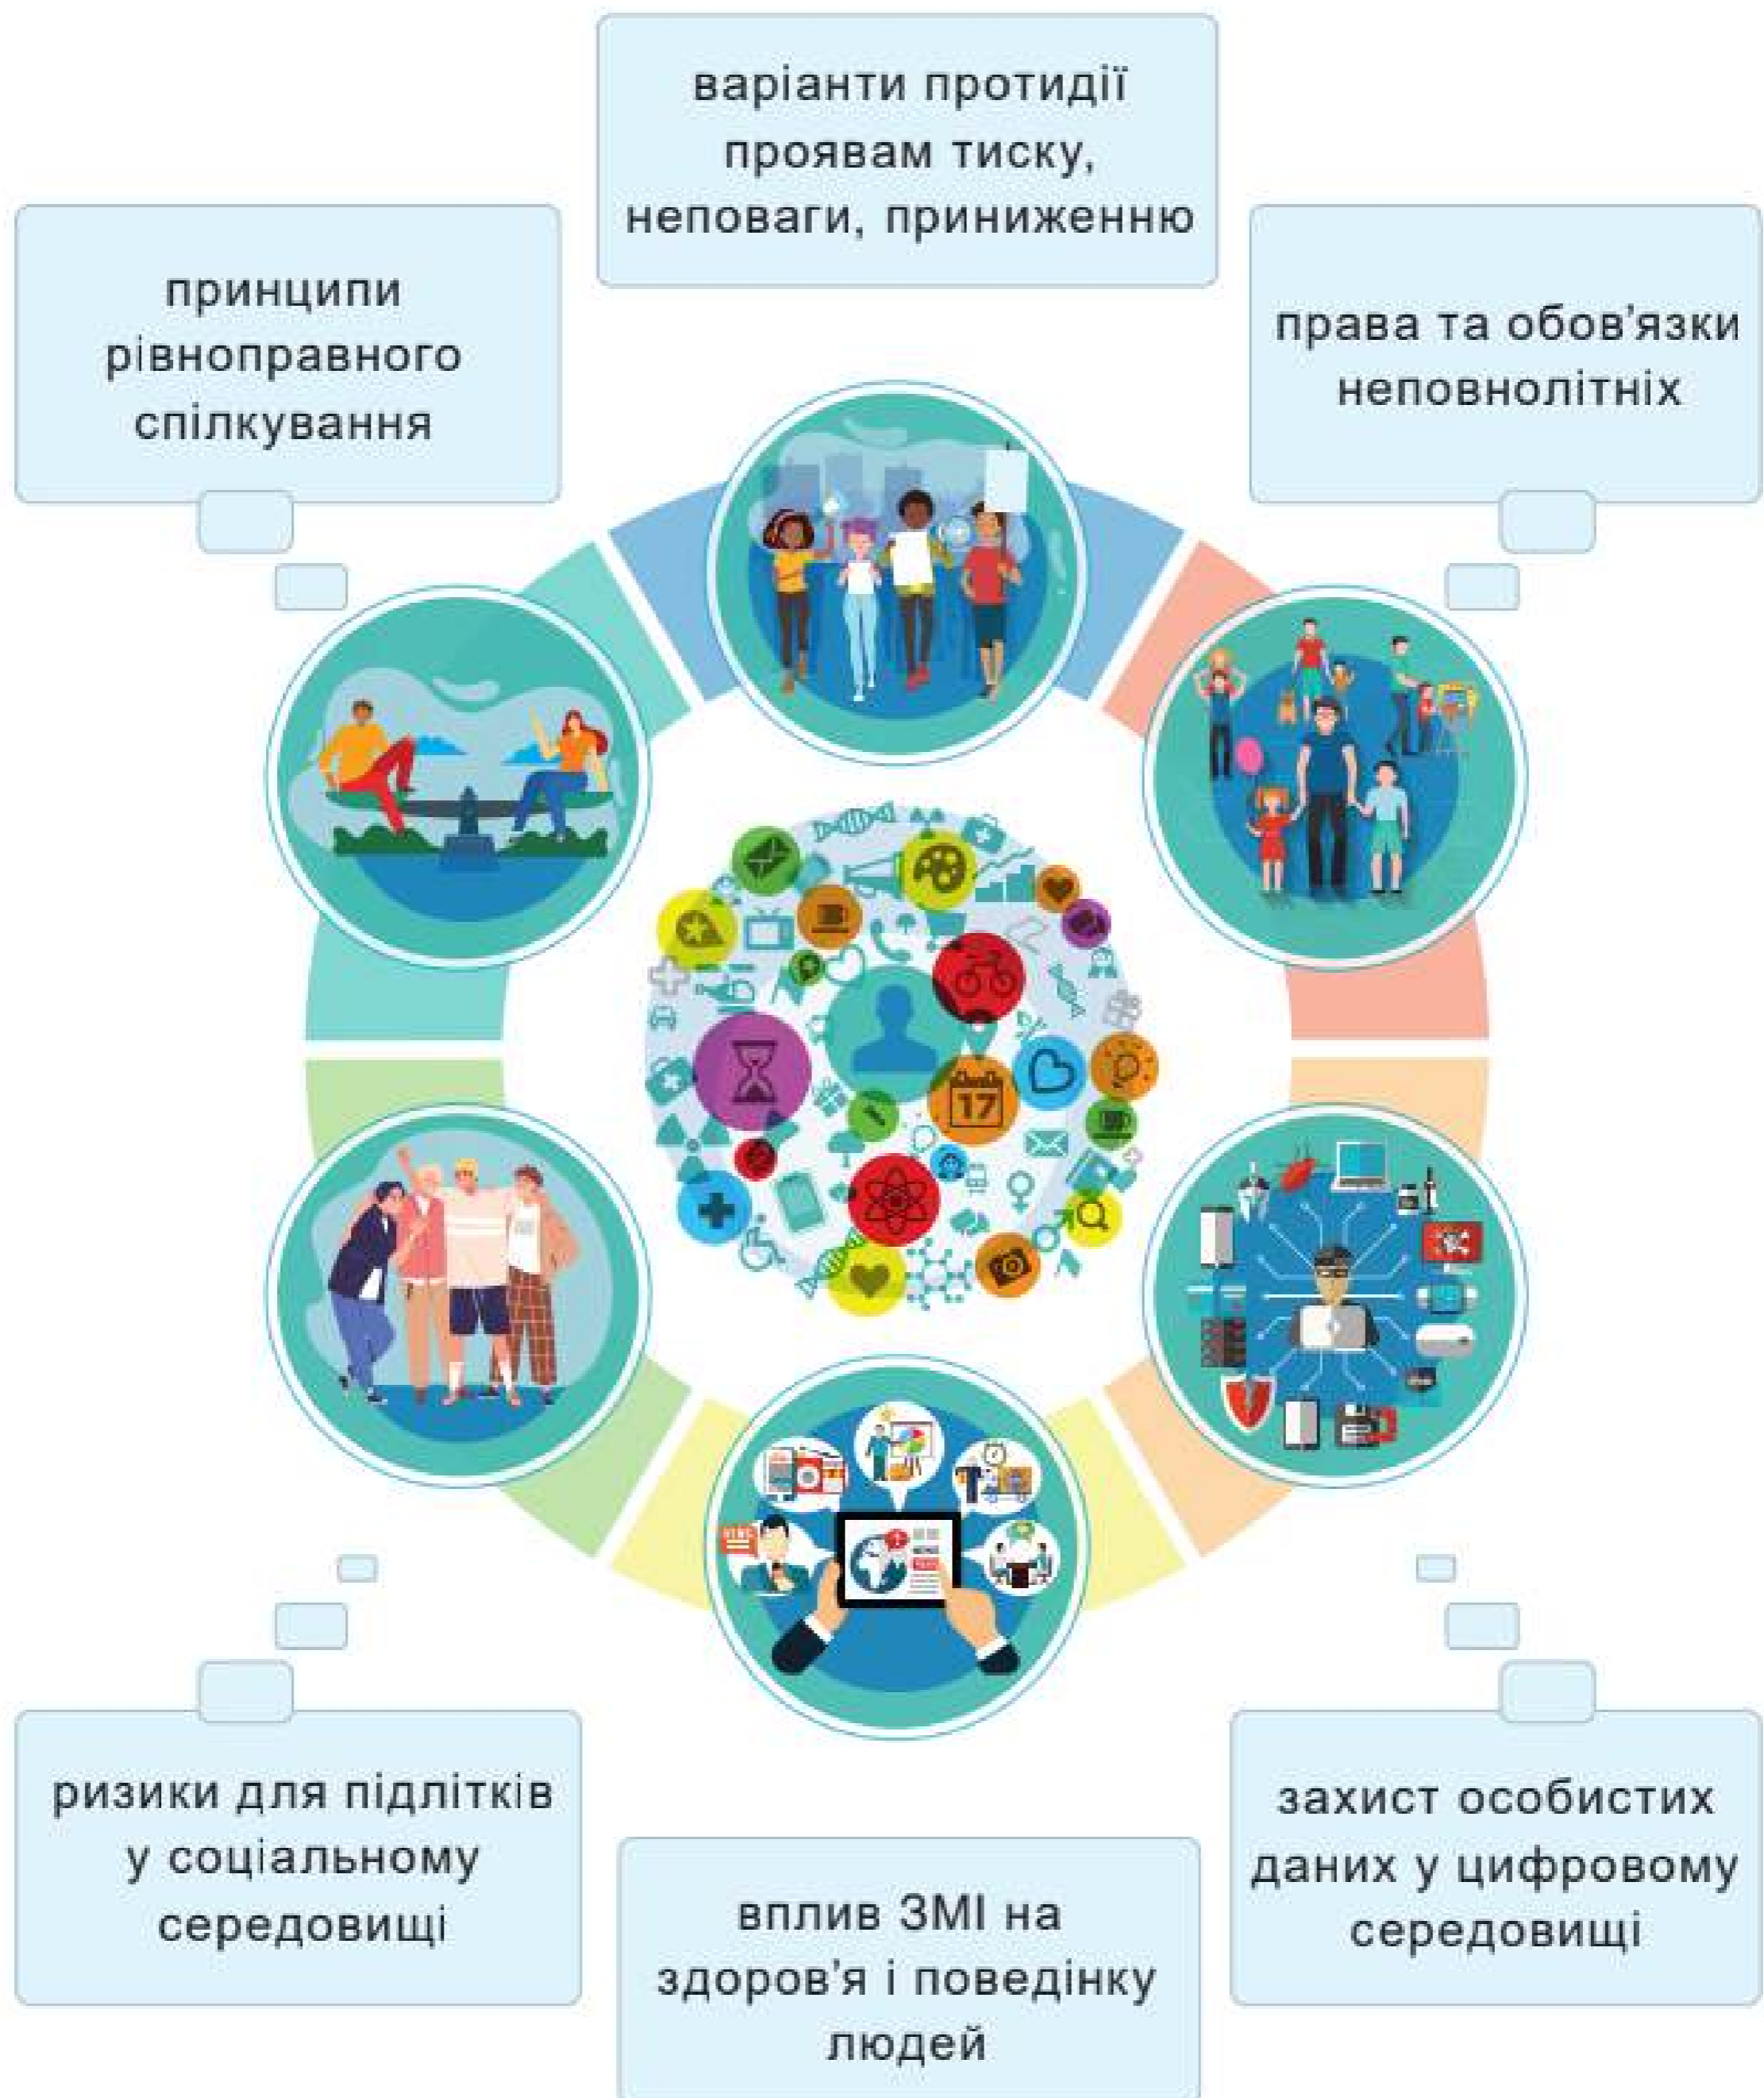 варіанти протидії
проявам тиску,
неповаги, приниженню
принципи
рівноправного
спілкування
права та обов’язки
неповнолітніх
17
ризики для підлітків
у соціальному
середовищі
вплив ЗМІ на
здоров’я і поведінку
людей
захист особистих
даних у цифровому
середовищі